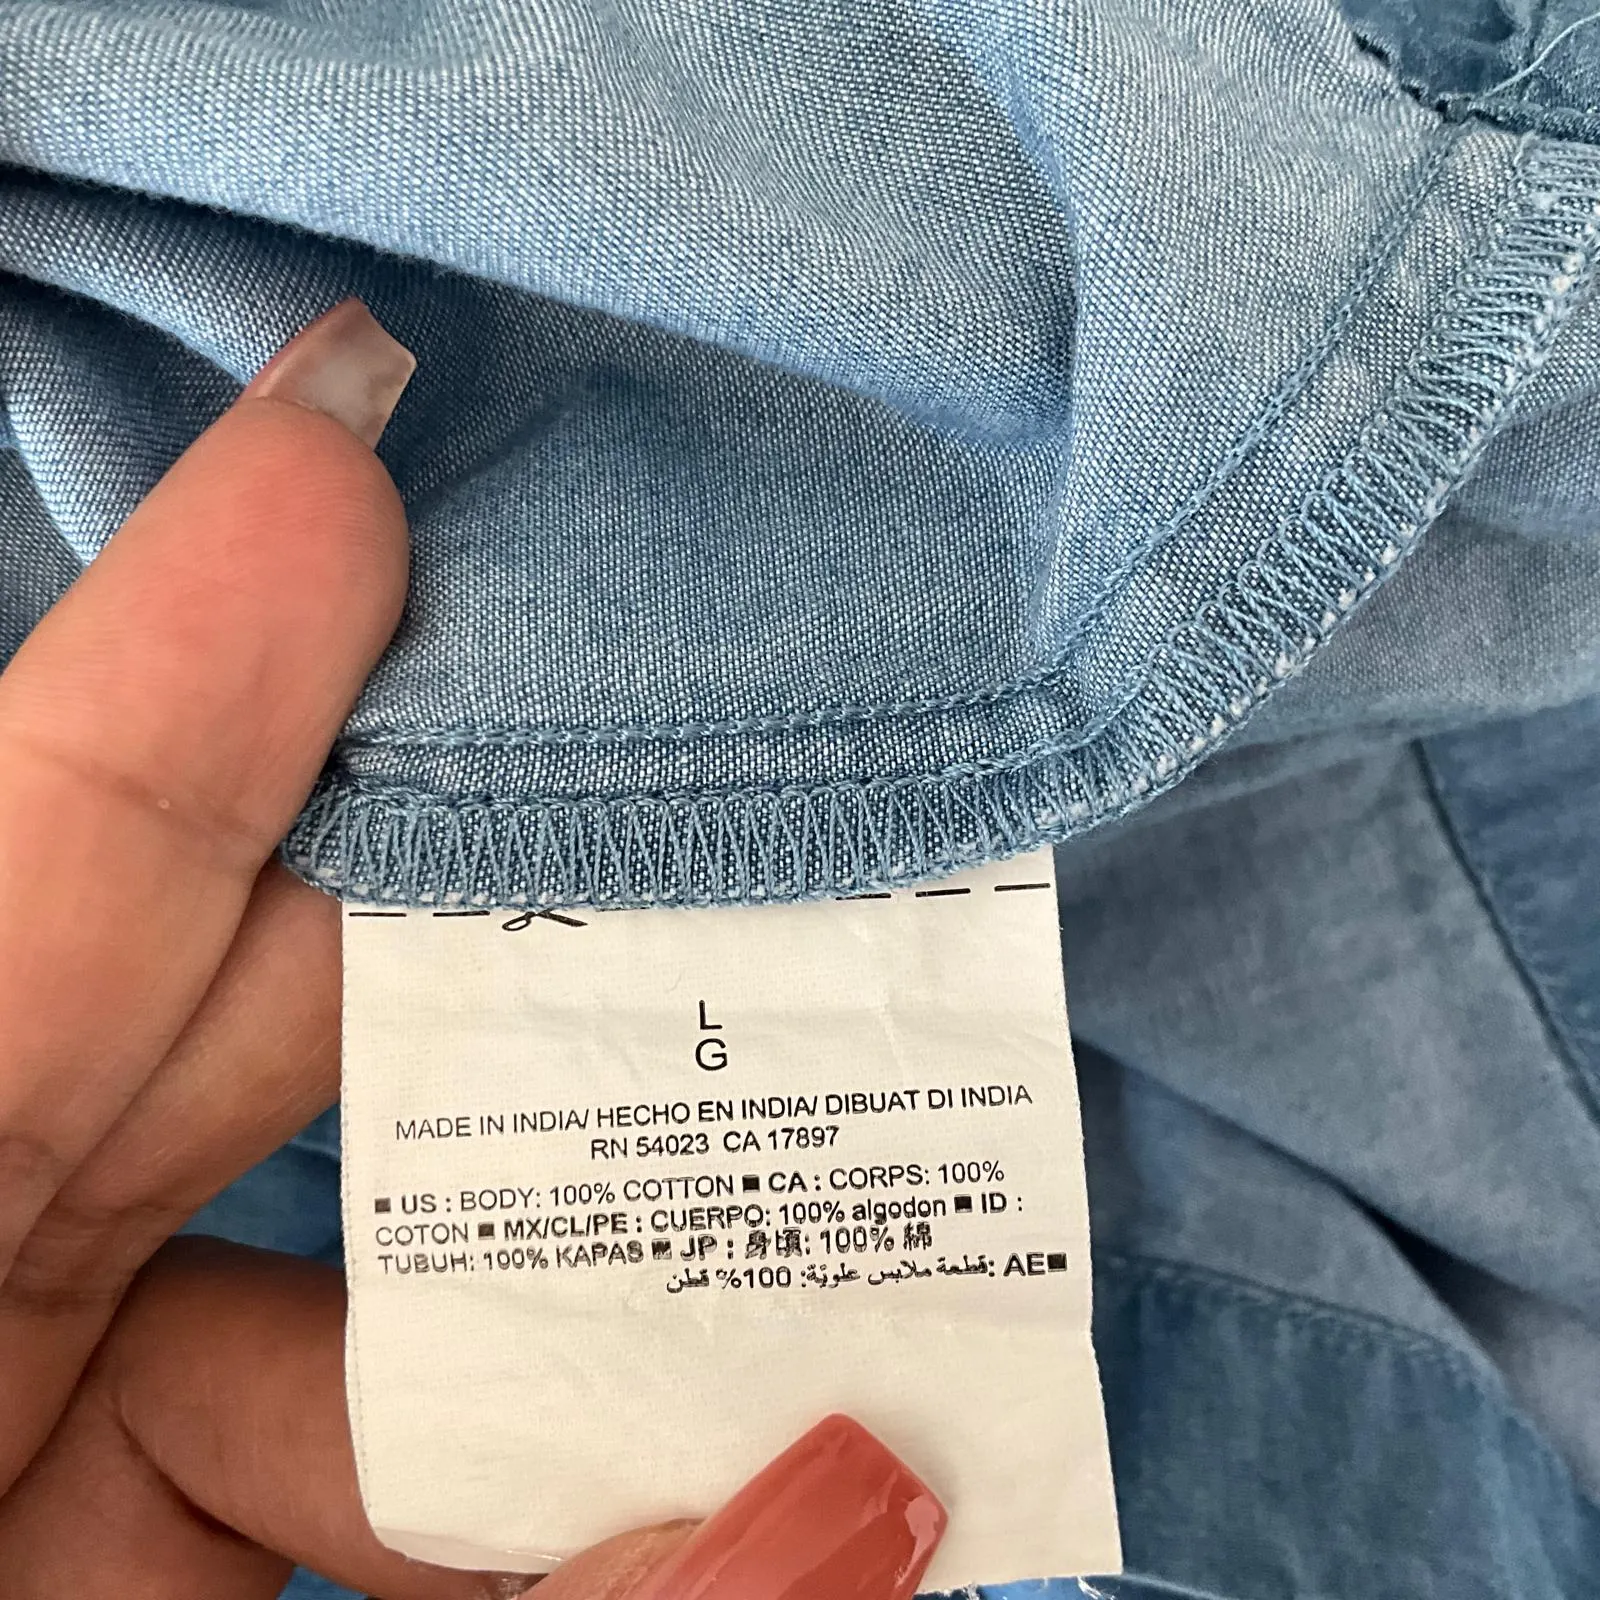 L
G
MADE IN INDIA/ HECHO EN INDIA/ DIBUAT DI INDIA
RN 54023 CA 17897
■ US : BODY: 100% COTTON ■ CA : CORPS: 100%
COTON ■ MX/CL/PE : CUERPO: 100% algodon ■ ID :
TUBUH: 100% KAPAS ■ JP : 身頃: 100% 綿
■AE: قطعة ملابس علويّة: 100% قطن